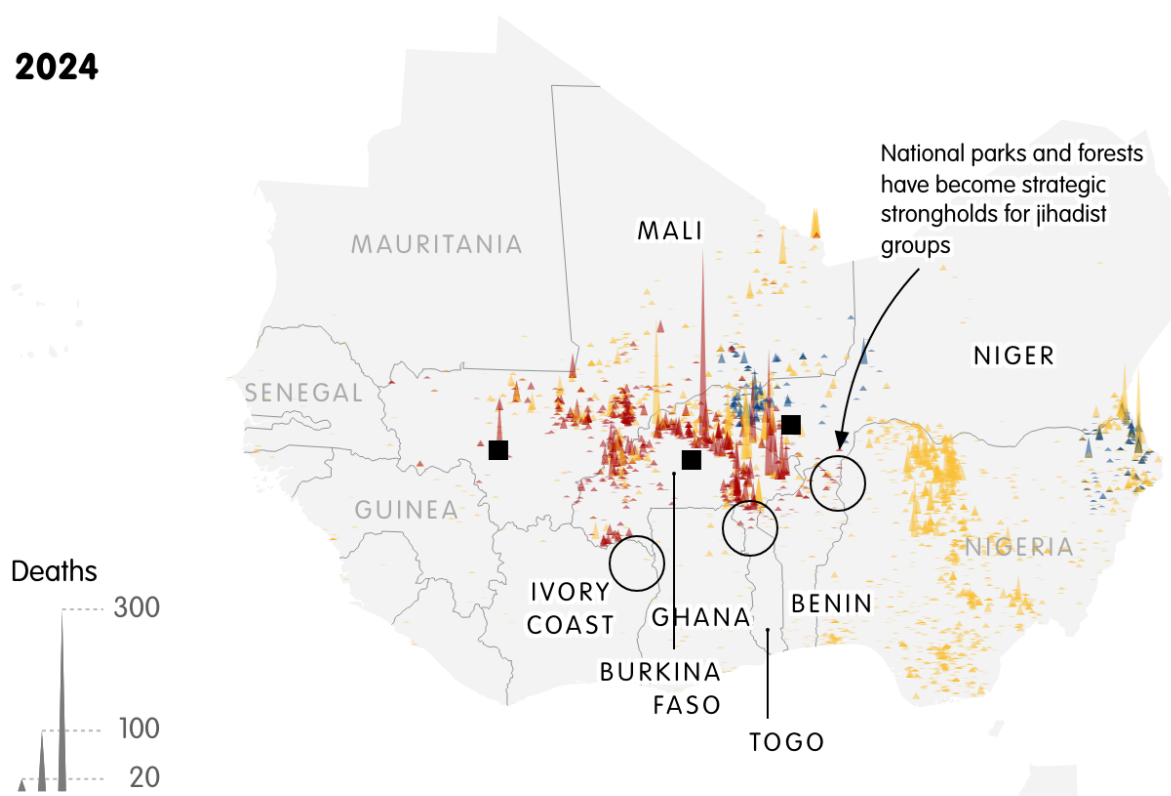 2024
National parks and forests
have become strategic
strongholds for jihadist
groups
MALI
MAURITANIA
NIGER
SENEGAL
GUINEA
NIGERIA
IVORY
COAST
GHANA
BENIN
BURKINA
FASO
TOGO
Deaths
300
100
20